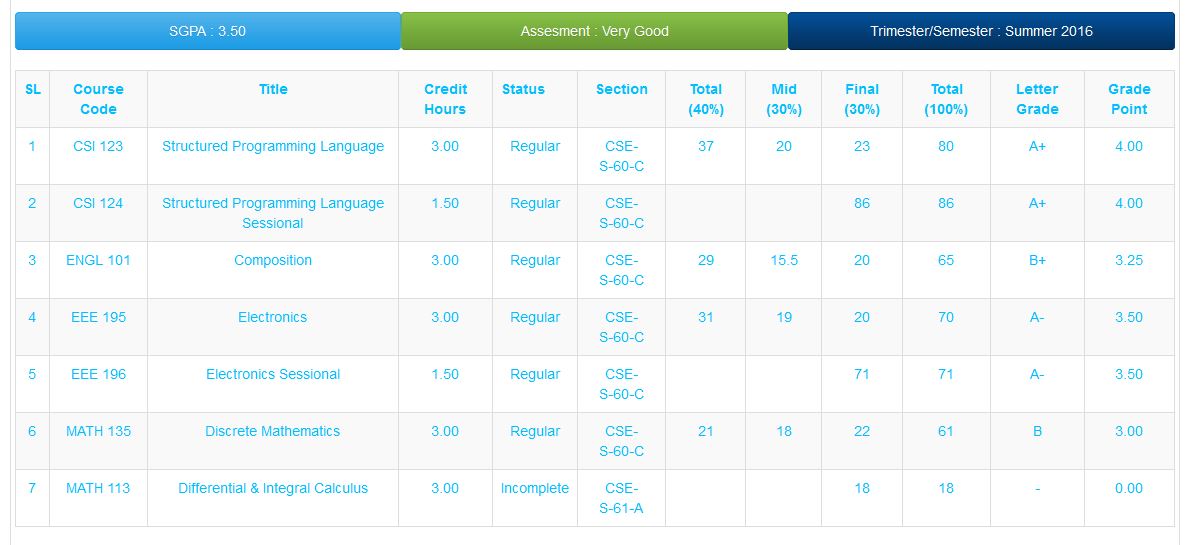 SGPA : 3.50 Assesment : Very Good Trimester/Semester : Summer 2016
SL Course Code Title Credit Hours Status Section Total (40%) Mid (30%) Final (30%) Total (100%) Letter Grade Grade Point
1 CSI 123 Structured Programming Language 3.00 Regular CSE-S-60-C 37 20 23 80 A+ 4.00
2 CSI 124 Structured Programming Language Sessional 1.50 Regular CSE-S-60-C 86 86 A+ 4.00
3 ENGL 101 Composition 3.00 Regular CSE-S-60-C 29 15.5 20 65 B+ 3.25
4 EEE 195 Electronics 3.00 Regular CSE-S-60-C 31 19 20 70 A- 3.50
5 EEE 196 Electronics Sessional 1.50 Regular CSE-S-60-C 71 71 A- 3.50
6 MATH 135 Discrete Mathematics 3.00 Regular CSE-S-60-C 21 18 22 61 B 3.00
7 MATH 113 Differential & Integral Calculus 3.00 Incomplete CSE-S-61-A 18 18 - 0.00